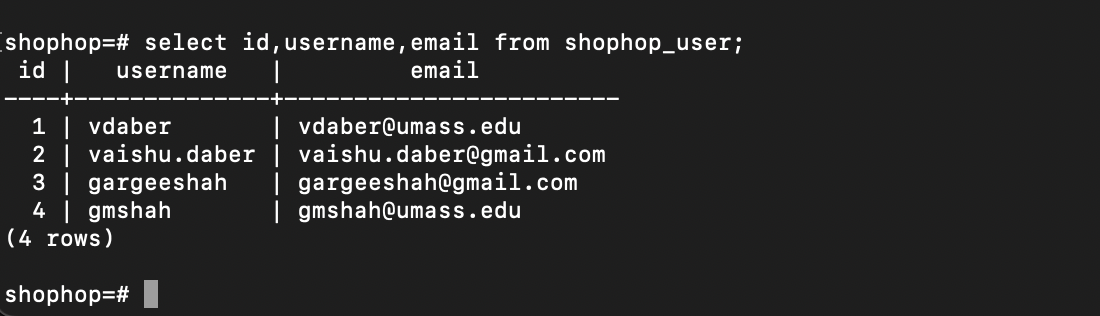 shophop=# select id,username,email from shophop_user;
 id |   username   |         email
----+--------------+------------------------
  1 | vdaber       | vdaber@umass.edu
  2 | vaishu.daber | vaishu.daber@gmail.com
  3 | gargeeshah   | gargeeshah@gmail.com
  4 | gmshah       | gmshah@umass.edu
(4 rows)
shophop=#